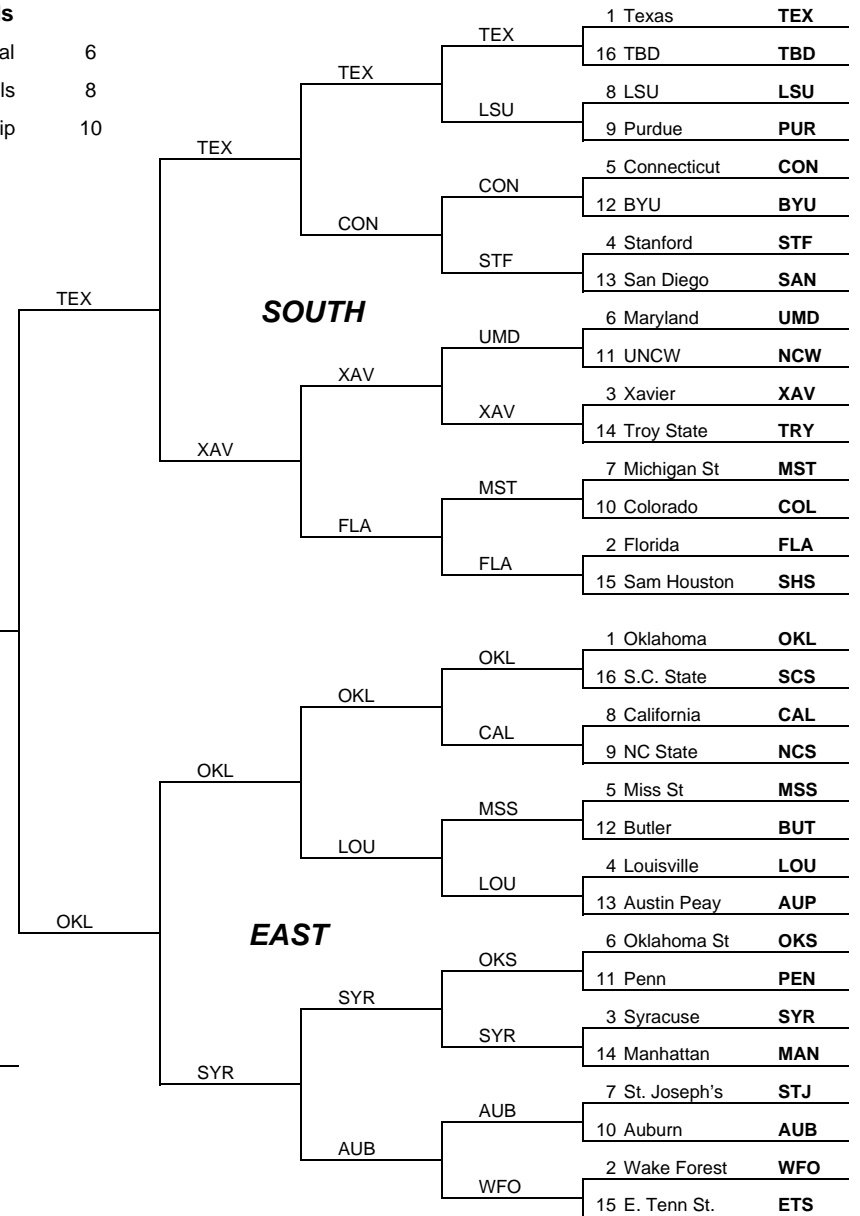 ls
al 6
ls 8
ip 10
1 Texas TEX
TEX
16 TBD TBD
TEX
8 LSU LSU
LSU
9 Purdue PUR
TEX
5 Connecticut CON
CON
12 BYU BYU
CON
4 Stanford STF
STF
13 San Diego SAN
TEX
SOUTH
6 Maryland UMD
UMD
11 UNCW NCW
XAV
3 Xavier XAV
XAV
14 Troy State TRY
XAV
7 Michigan St MST
MST
10 Colorado COL
FLA
2 Florida FLA
FLA
15 Sam Houston SHS
1 Oklahoma OKL
OKL
16 S.C. State SCS
OKL
8 California CAL
CAL
9 NC State NCS
OKL
5 Miss St MSS
MSS
12 Butler BUT
LOU
4 Louisville LOU
LOU
13 Austin Peay AUP
OKL
EAST
6 Oklahoma St OKS
OKS
11 Penn PEN
SYR
3 Syracuse SYR
SYR
14 Manhattan MAN
SYR
7 St. Joseph's STJ
AUB
10 Auburn AUB
AUB
2 Wake Forest WFO
WFO
15 E. Tenn St. ETS